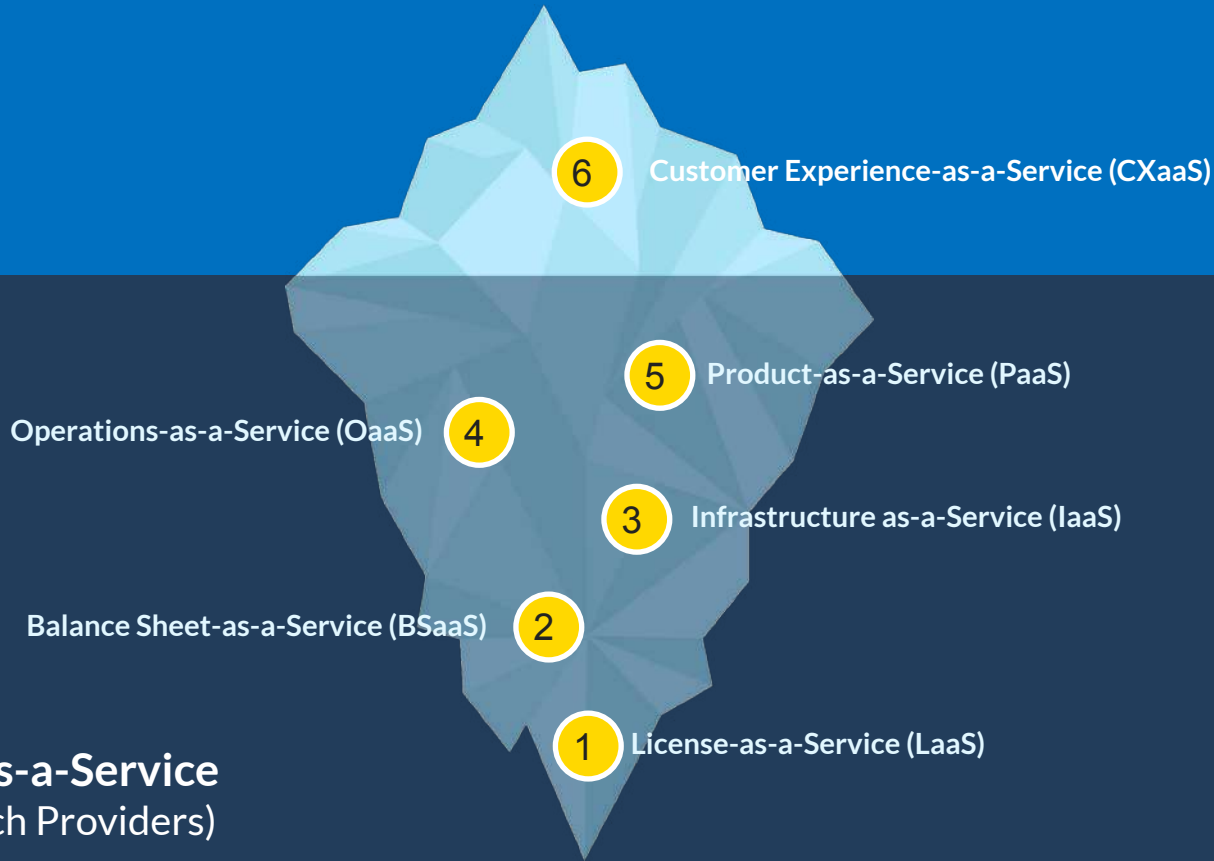 6 Customer Experience-as-a-Service (CXaaS)
5 Product-as-a-Service (PaaS)
Operations-as-a-Service (OaaS) 4
3 Infrastructure as-a-Service (IaaS)
Balance Sheet-as-a-Service (BSaaS) 2
1 License-as-a-Service (LaaS)
s-a-Service
ch Providers)